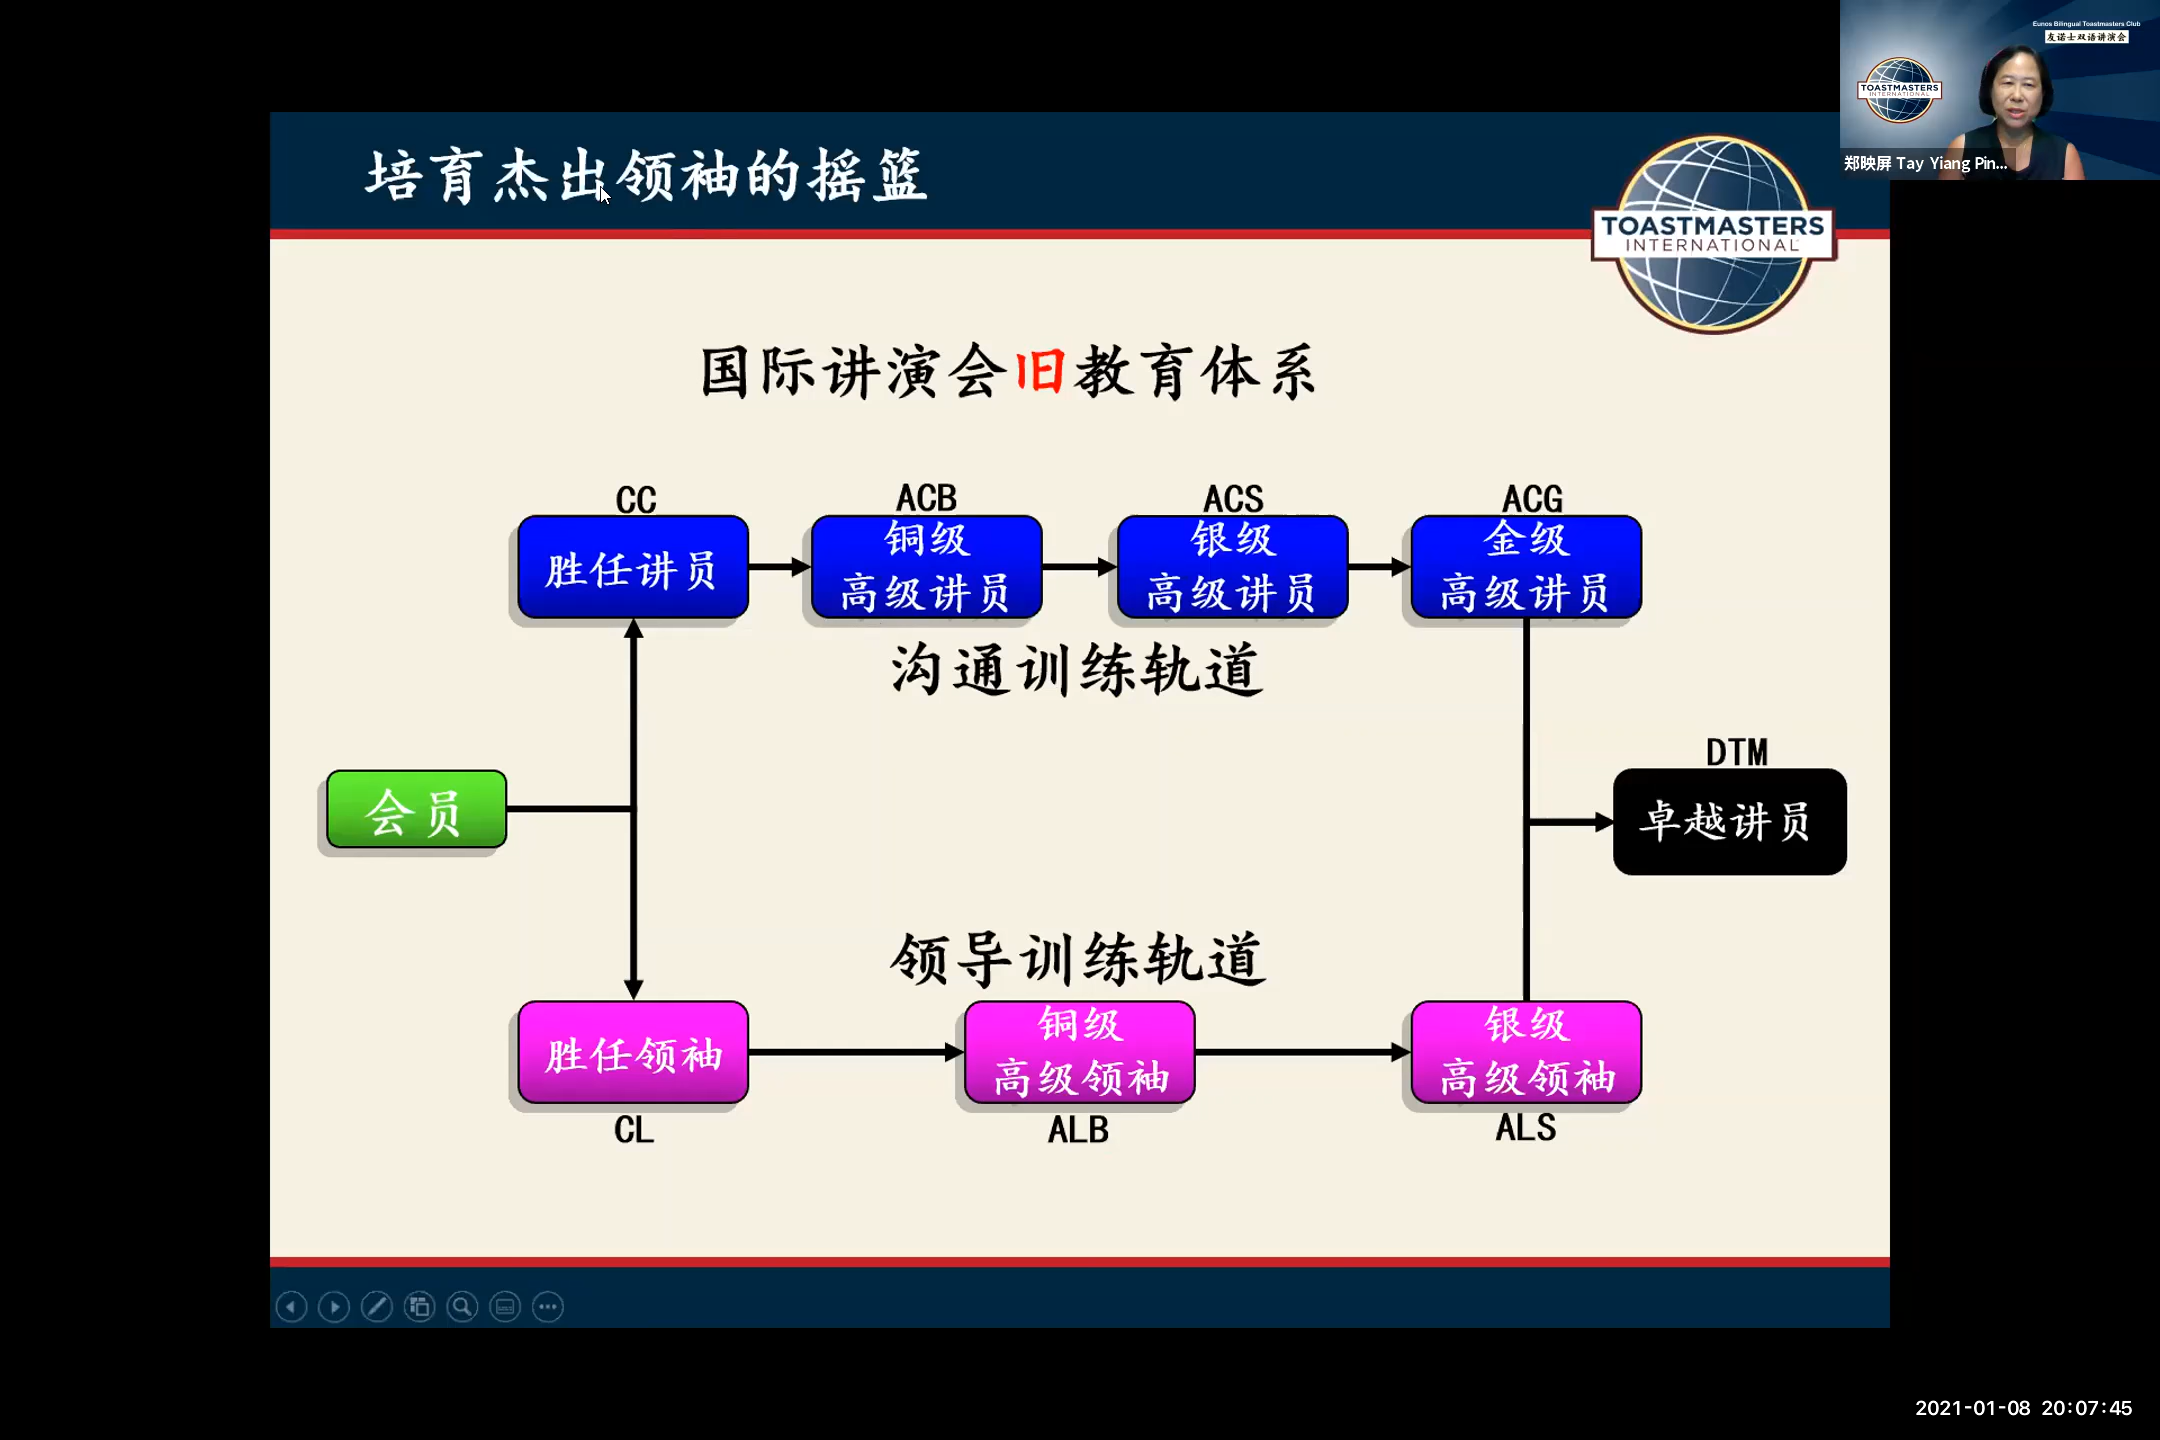 Eunos Bilingual Toastmasters Club
友诺士双语讲演会
TOASTMASTERS
INTERNATIONAL
郑映屏 Tay Yiang Pin...
培育杰出领袖的摇篮
TOASTMASTERS
INTERNATIONAL
国际讲演会旧教育体系
CC
胜任讲员
ACB
铜级
高级讲员
ACS
银级
高级讲员
ACG
金级
高级讲员
沟通训练轨道
会员
DTM
卓越讲员
领导训练轨道
胜任领袖
CL
铜级
高级领袖
ALB
银级
高级领袖
ALS
2021-01-08 20:07:45